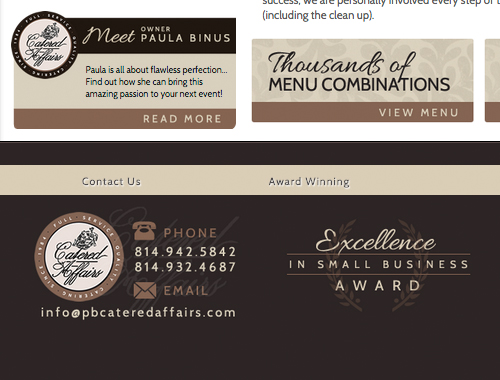 success, we are personally involved every step of
(including the clean up).
Catered
Affairs
Meet OWNER
PAULA BINUS
Paula is all about flawless perfection...
Find out how she can bring this
amazing passion to your next event!
READ MORE
Thousands of
MENU COMBINATIONS
VIEW MENU
Contact Us
Award Winning
FULL - SERVICE QUALITY CATERING SINCE
Catered
Affairs
PHONE
814.942.5842
814.932.4687
EMAIL
info@pbcateredaffairs.com
Excellence
IN SMALL BUSINESS
AWARD